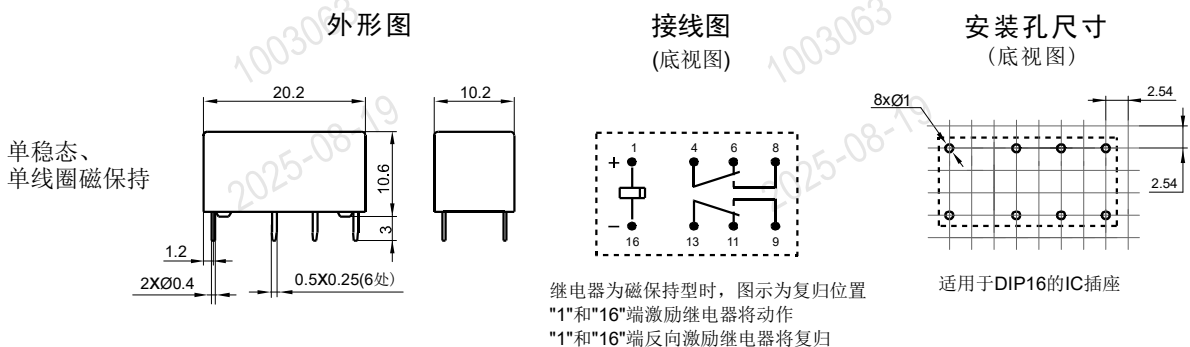 外形图
接线图
(底视图)
安装孔尺寸
(底视图)
1003063
1003063
2025-08-19
2025-08-19
单稳态、
单线圈磁保持
20.2
10.2
10.6
3
1.2
2XØ0.4
0.5X0.25(6处)
1 4 6 8
+
−
16 13 11 9
继电器为磁保持型时，图示为复归位置
"1"和"16"端激励继电器将动作
"1"和"16"端反向激励继电器将复归
8xØ1
2.54
2.54
适用于DIP16的IC插座